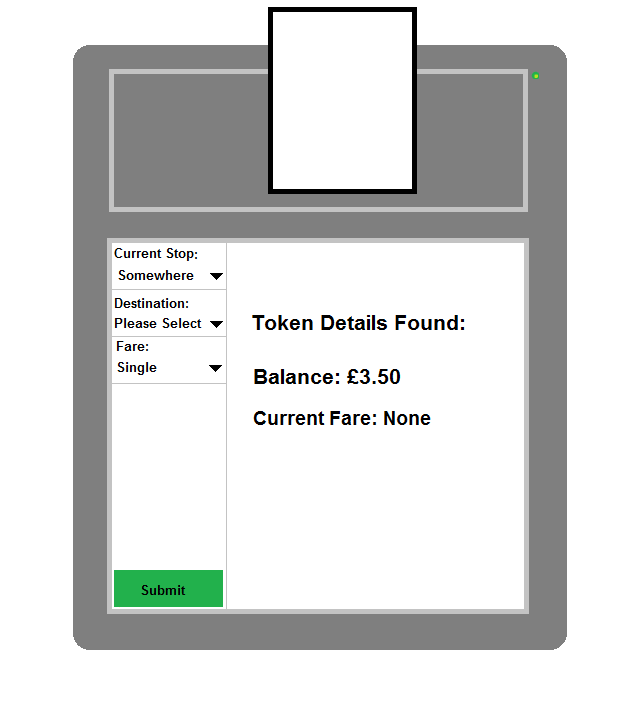 Current Stop:
Somewhere
Destination:
Please Select
Fare:
Single
Submit
Token Details Found:
Balance: £3.50
Current Fare: None